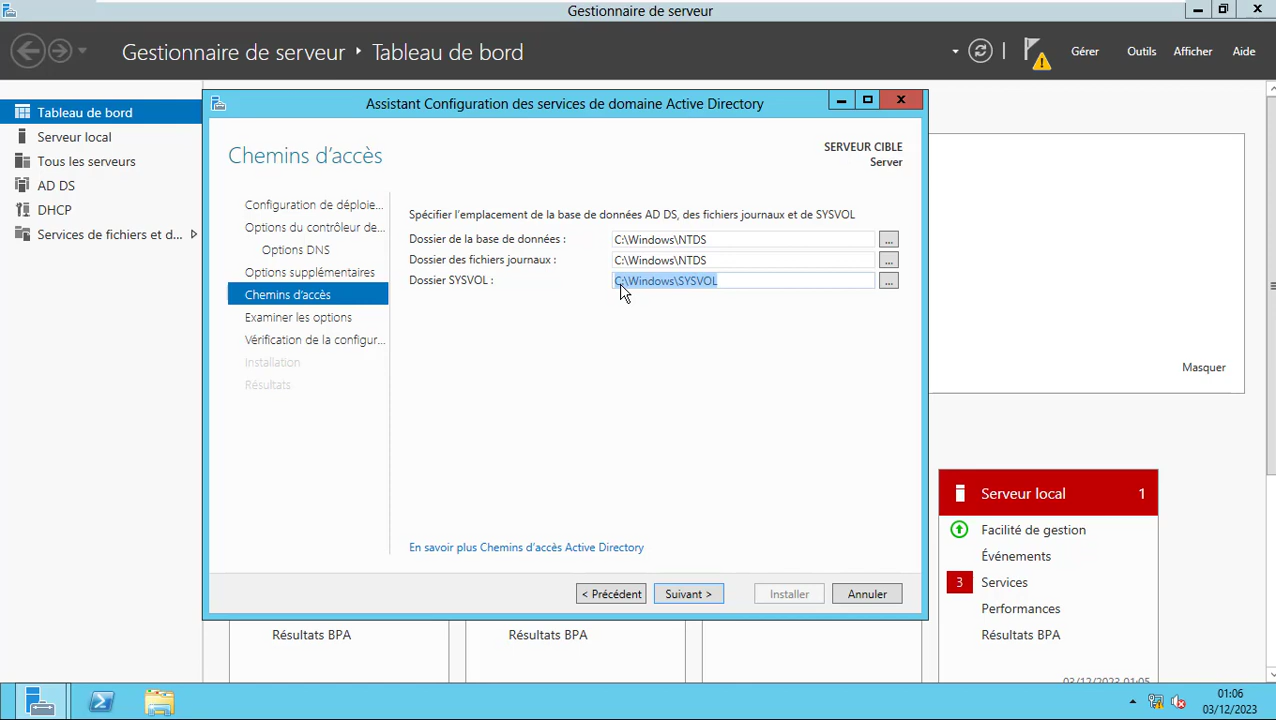 Gestionnaire de serveur
Gestionnaire de serveur ‣ Tableau de bord
Gérer
Outils
Afficher
Aide
Tableau de bord
Serveur local
Tous les serveurs
AD DS
DHCP
Services de fichiers et d...
Assistant Configuration des services de domaine Active Directory
Chemins d'accès
SERVEUR CIBLE
Server
Configuration de déploie...
Options du contrôleur de...
Options DNS
Options supplémentaires
Chemins d'accès
Examiner les options
Vérification de la configur...
Installation
Résultats
Spécifier l'emplacement de la base de données AD DS, des fichiers journaux et de SYSVOL
Dossier de la base de données : C:\Windows\NTDS ...
Dossier des fichiers journaux : C:\Windows\NTDS ...
Dossier SYSVOL : C:\Windows\SYSVOL ...
En savoir plus Chemins d'accès Active Directory
< Précédent
Suivant >
Installer
Annuler
Masquer
Serveur local 1
Facilité de gestion
Événements
3 Services
Performances
Résultats BPA
Résultats BPA
Résultats BPA
03/12/2023 01:05
01:06
03/12/2023